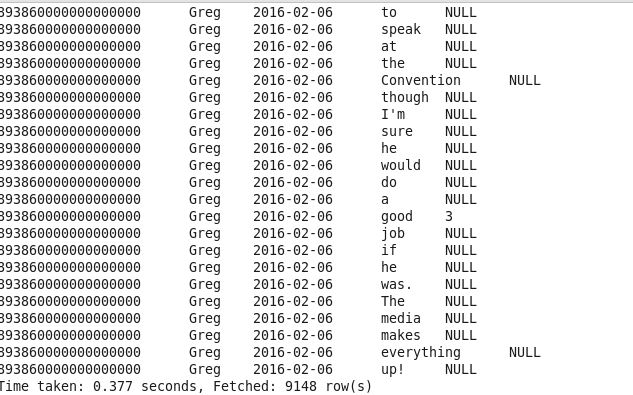 393860000000000000 Greg 2016-02-06 to NULL
393860000000000000 Greg 2016-02-06 speak NULL
393860000000000000 Greg 2016-02-06 at NULL
393860000000000000 Greg 2016-02-06 the NULL
393860000000000000 Greg 2016-02-06 Convention NULL
393860000000000000 Greg 2016-02-06 though NULL
393860000000000000 Greg 2016-02-06 I'm NULL
393860000000000000 Greg 2016-02-06 sure NULL
393860000000000000 Greg 2016-02-06 he NULL
393860000000000000 Greg 2016-02-06 would NULL
393860000000000000 Greg 2016-02-06 do NULL
393860000000000000 Greg 2016-02-06 a NULL
393860000000000000 Greg 2016-02-06 good 3
393860000000000000 Greg 2016-02-06 job NULL
393860000000000000 Greg 2016-02-06 if NULL
393860000000000000 Greg 2016-02-06 he NULL
393860000000000000 Greg 2016-02-06 was. NULL
393860000000000000 Greg 2016-02-06 The NULL
393860000000000000 Greg 2016-02-06 media NULL
393860000000000000 Greg 2016-02-06 makes NULL
393860000000000000 Greg 2016-02-06 everything NULL
393860000000000000 Greg 2016-02-06 up! NULL
Time taken: 0.377 seconds, Fetched: 9148 row(s)